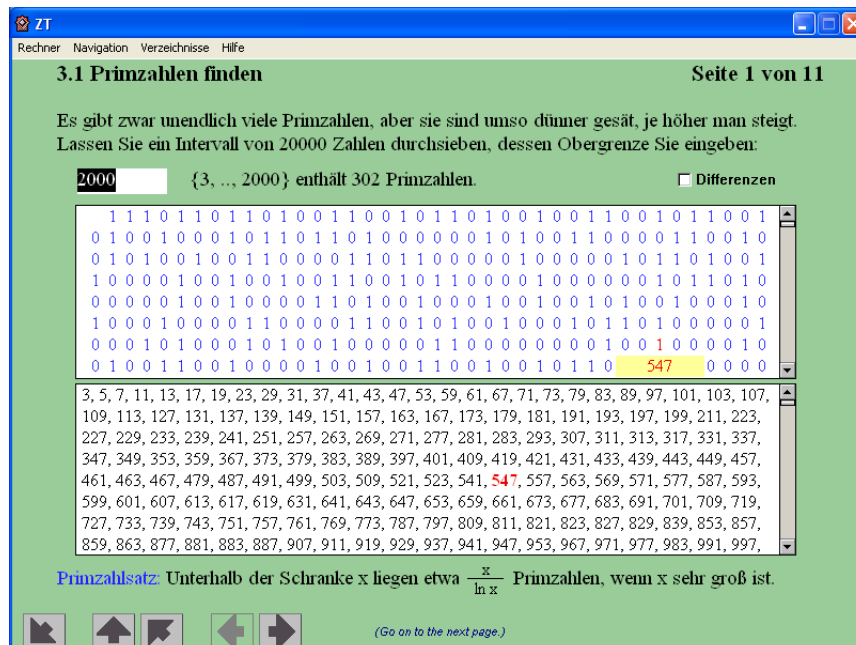 ZT
Rechner Navigation Verzeichnisse Hilfe
3.1 Primzahlen finden Seite 1 von 11
Es gibt zwar unendlich viele Primzahlen, aber sie sind umso dünner gesät, je höher man steigt.
Lassen Sie ein Intervall von 20000 Zahlen durchsieben, dessen Obergrenze Sie eingeben:
2000 {3, .., 2000} enthält 302 Primzahlen. Differenzen
1 1 1 0 1 1 0 1 1 0 1 0 0 1 1 0 0 1 0 1 1 0 1 0 0 1 0 0 1 1 0 0 1 0 1 1 0 0 1
0 1 0 0 1 0 0 0 1 0 1 1 0 1 1 0 1 0 0 0 0 0 0 1 0 1 0 0 1 1 0 0 0 0 1 1 0 0 1 0
0 1 0 1 0 0 1 0 0 1 1 0 0 0 0 1 1 0 1 1 0 0 0 0 0 1 0 0 0 0 0 1 0 1 1 0 1 0 0 1
1 0 0 0 0 1 0 0 1 0 0 1 0 0 1 1 0 0 1 0 1 1 0 0 0 0 1 0 0 0 0 0 0 1 0 1 1 0 1 0
0 0 0 0 0 1 0 0 1 0 0 0 0 1 1 0 1 0 0 1 0 0 0 1 0 0 1 0 0 1 0 1 0 0 1 0 0 0 1 0
1 0 0 0 1 0 0 0 0 1 1 0 0 0 0 1 1 0 0 1 0 1 0 0 1 0 0 0 1 0 1 1 0 1 0 0 0 0 0 1
0 0 0 1 0 1 0 0 0 1 0 1 0 0 1 0 0 0 0 0 1 1 0 0 0 0 0 0 0 0 1 0 0 1 0 0 0 0 1 0
0 1 0 0 1 1 0 0 1 0 0 0 0 1 0 0 1 0 0 1 1 0 0 1 0 0 1 0 1 1 0 547 0 0 0 0
3, 5, 7, 11, 13, 17, 19, 23, 29, 31, 37, 41, 43, 47, 53, 59, 61, 67, 71, 73, 79, 83, 89, 97, 101, 103, 107,
109, 113, 127, 131, 137, 139, 149, 151, 157, 163, 167, 173, 179, 181, 191, 193, 197, 199, 211, 223,
227, 229, 233, 239, 241, 251, 257, 263, 269, 271, 277, 281, 283, 293, 307, 311, 313, 317, 331, 337,
347, 349, 353, 359, 367, 373, 379, 383, 389, 397, 401, 409, 419, 421, 431, 433, 439, 443, 449, 457,
461, 463, 467, 479, 487, 491, 499, 503, 509, 521, 523, 541, 547, 557, 563, 569, 571, 577, 587, 593,
599, 601, 607, 613, 617, 619, 631, 641, 643, 647, 653, 659, 661, 673, 677, 683, 691, 701, 709, 719,
727, 733, 739, 743, 751, 757, 761, 769, 773, 787, 797, 809, 811, 821, 823, 827, 829, 839, 853, 857,
859, 863, 877, 881, 883, 887, 907, 911, 919, 929, 937, 941, 947, 953, 967, 971, 977, 983, 991, 997,
Primzahlsatz: Unterhalb der Schranke x liegen etwa x/ln x Primzahlen, wenn x sehr groß ist.
(Go on to the next page.)